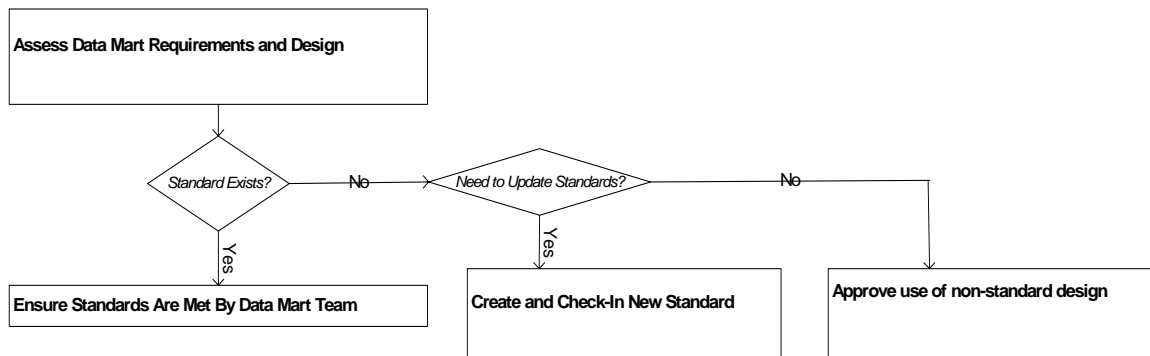 Assess Data Mart Requirements and Design
Standard Exists?
No
Need to Update Standards?
No
Yes
Yes
Ensure Standards Are Met By Data Mart Team
Create and Check-In New Standard
Approve use of non-standard design